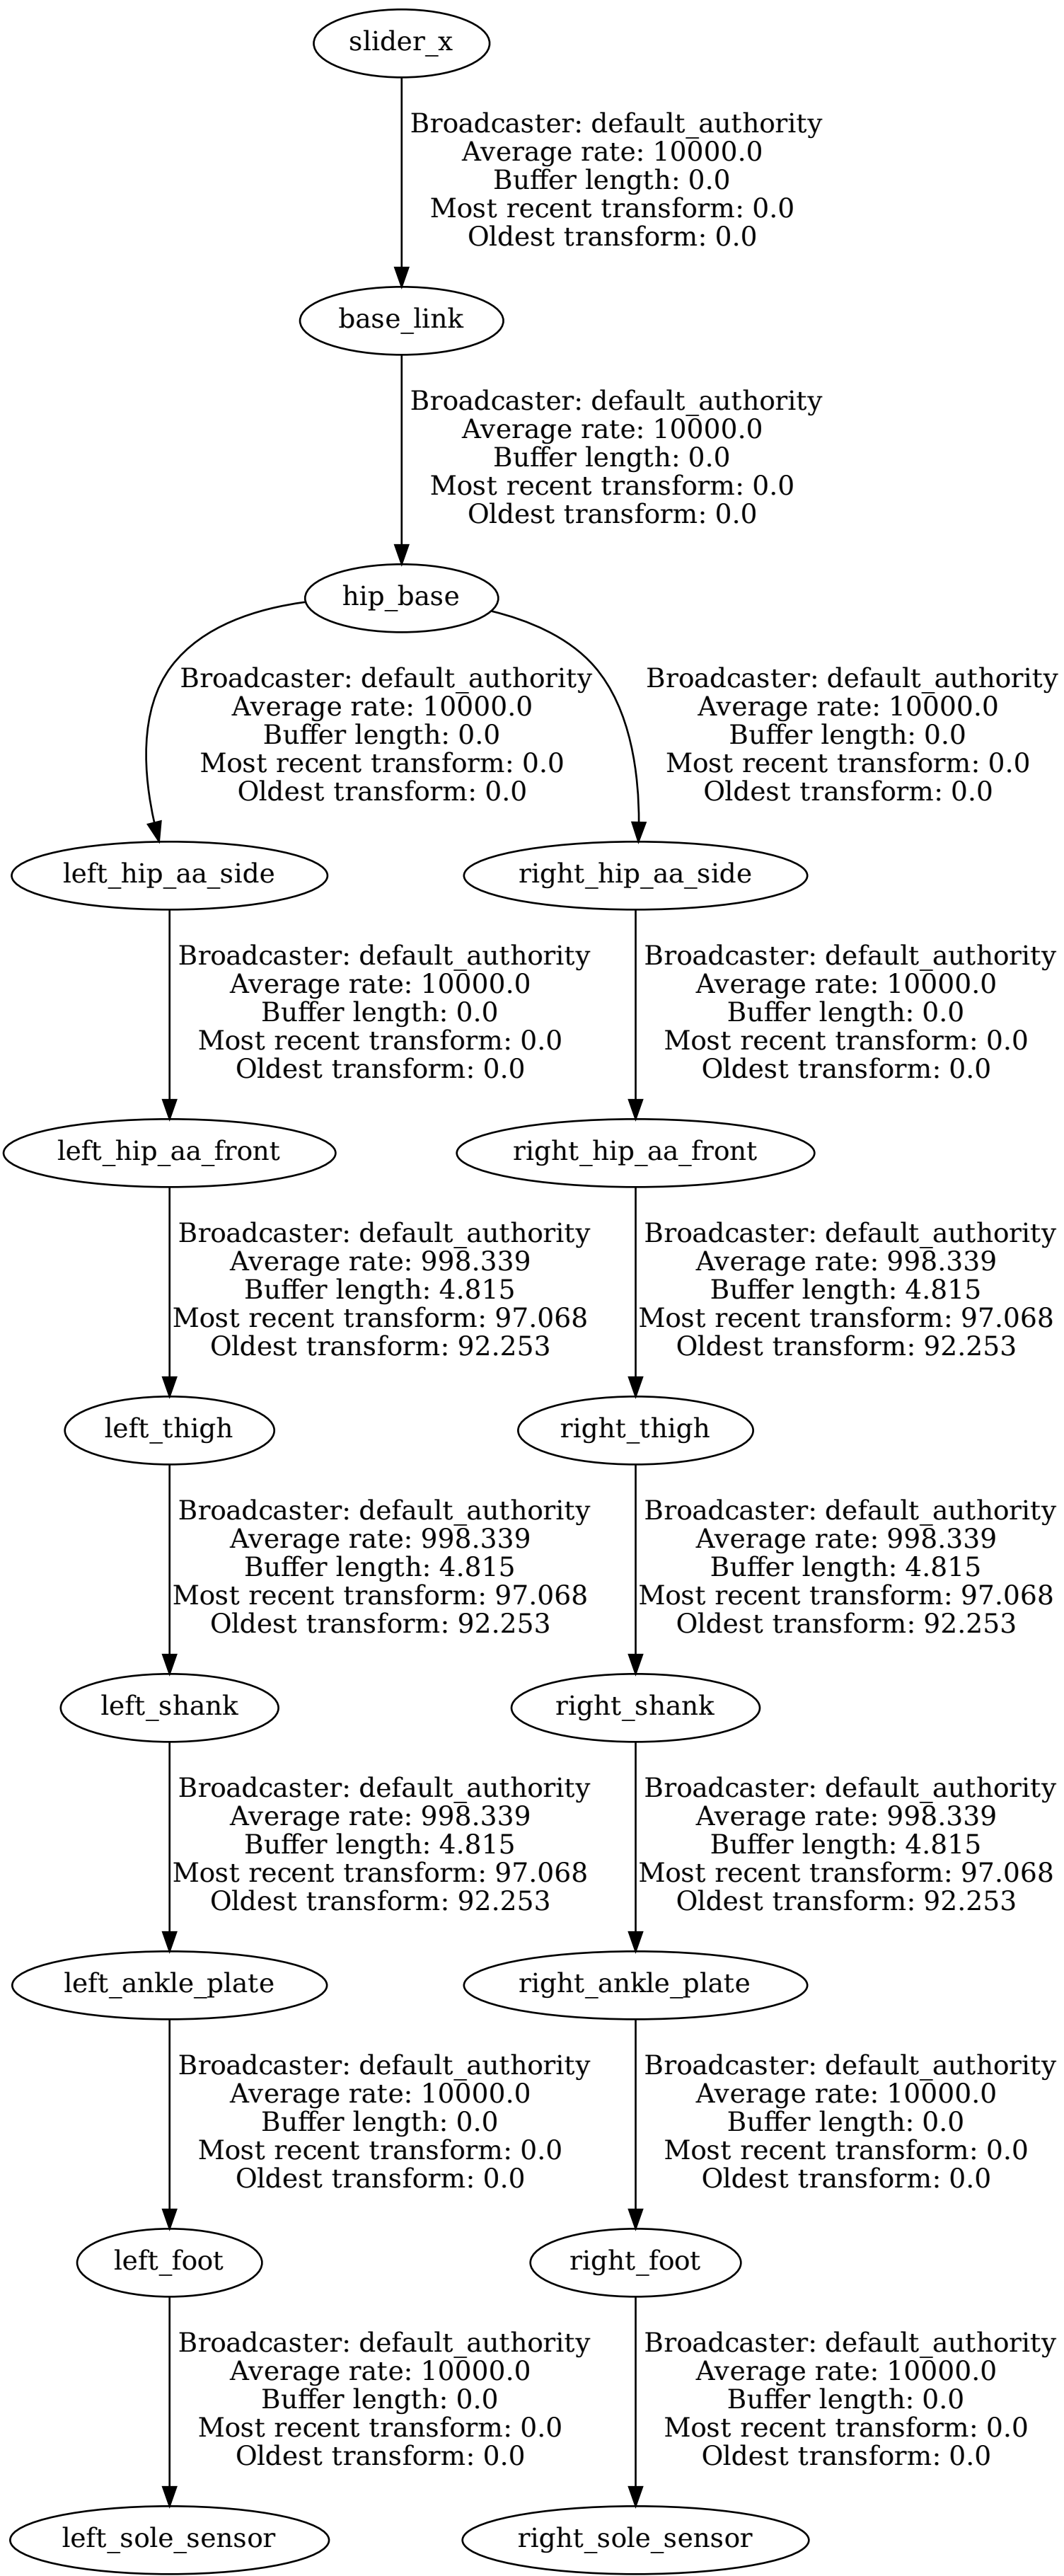 slider_x
Broadcaster: default_authority
Average rate: 10000.0
Buffer length: 0.0
Most recent transform: 0.0
Oldest transform: 0.0
base_link
Broadcaster: default_authority
Average rate: 10000.0
Buffer length: 0.0
Most recent transform: 0.0
Oldest transform: 0.0
hip_base
Broadcaster: default_authority
Average rate: 10000.0
Buffer length: 0.0
Most recent transform: 0.0
Oldest transform: 0.0
Broadcaster: default_authority
Average rate: 10000.0
Buffer length: 0.0
Most recent transform: 0.0
Oldest transform: 0.0
left_hip_aa_side
right_hip_aa_side
Broadcaster: default_authority
Average rate: 10000.0
Buffer length: 0.0
Most recent transform: 0.0
Oldest transform: 0.0
Broadcaster: default_authority
Average rate: 10000.0
Buffer length: 0.0
Most recent transform: 0.0
Oldest transform: 0.0
left_hip_aa_front
right_hip_aa_front
Broadcaster: default_authority
Average rate: 998.339
Buffer length: 4.815
Most recent transform: 97.068
Oldest transform: 92.253
Broadcaster: default_authority
Average rate: 998.339
Buffer length: 4.815
Most recent transform: 97.068
Oldest transform: 92.253
left_thigh
right_thigh
Broadcaster: default_authority
Average rate: 998.339
Buffer length: 4.815
Most recent transform: 97.068
Oldest transform: 92.253
Broadcaster: default_authority
Average rate: 998.339
Buffer length: 4.815
Most recent transform: 97.068
Oldest transform: 92.253
left_shank
right_shank
Broadcaster: default_authority
Average rate: 998.339
Buffer length: 4.815
Most recent transform: 97.068
Oldest transform: 92.253
Broadcaster: default_authority
Average rate: 998.339
Buffer length: 4.815
Most recent transform: 97.068
Oldest transform: 92.253
left_ankle_plate
right_ankle_plate
Broadcaster: default_authority
Average rate: 10000.0
Buffer length: 0.0
Most recent transform: 0.0
Oldest transform: 0.0
Broadcaster: default_authority
Average rate: 10000.0
Buffer length: 0.0
Most recent transform: 0.0
Oldest transform: 0.0
left_foot
right_foot
Broadcaster: default_authority
Average rate: 10000.0
Buffer length: 0.0
Most recent transform: 0.0
Oldest transform: 0.0
Broadcaster: default_authority
Average rate: 10000.0
Buffer length: 0.0
Most recent transform: 0.0
Oldest transform: 0.0
left_sole_sensor
right_sole_sensor